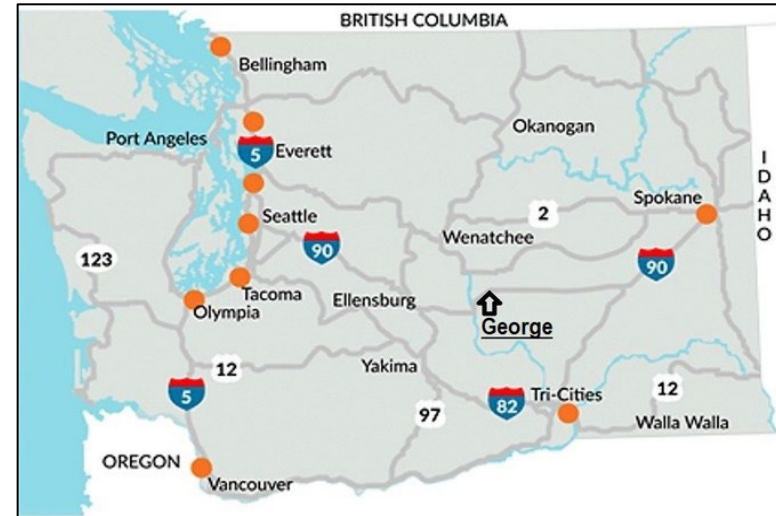 BRITISH COLUMBIA
Bellingham
Port Angeles
Okanogan
5
Everett
IDAHO
Spokane
2
Seattle
Wenatchee
90
90
123
Tacoma
Ellensburg
Olympia
George
12
Yakima
5
82
Tri-Cities
12
97
Walla Walla
OREGON
Vancouver